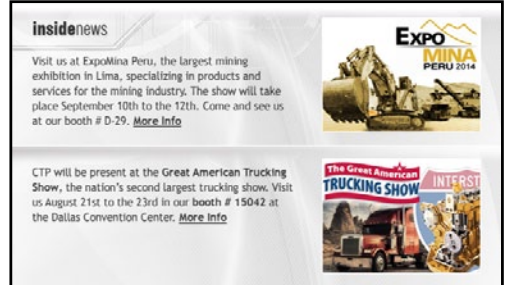 insidenews
Visit us at ExpoMina Peru, the largest mining
exhibition in Lima, specializing in products and
services for the mining industry. The show will take
place September 10th to the 12th. Come and see us
at our booth # D-29. More Info
EXPO
MINA
PERU 2014
CTP will be present at the Great American Trucking
Show, the nation's second largest trucking show. Visit
us August 21st to the 23rd in our booth # 15042 at
the Dallas Convention Center. More Info
The Great American
TRUCKING SHOW
INTERST